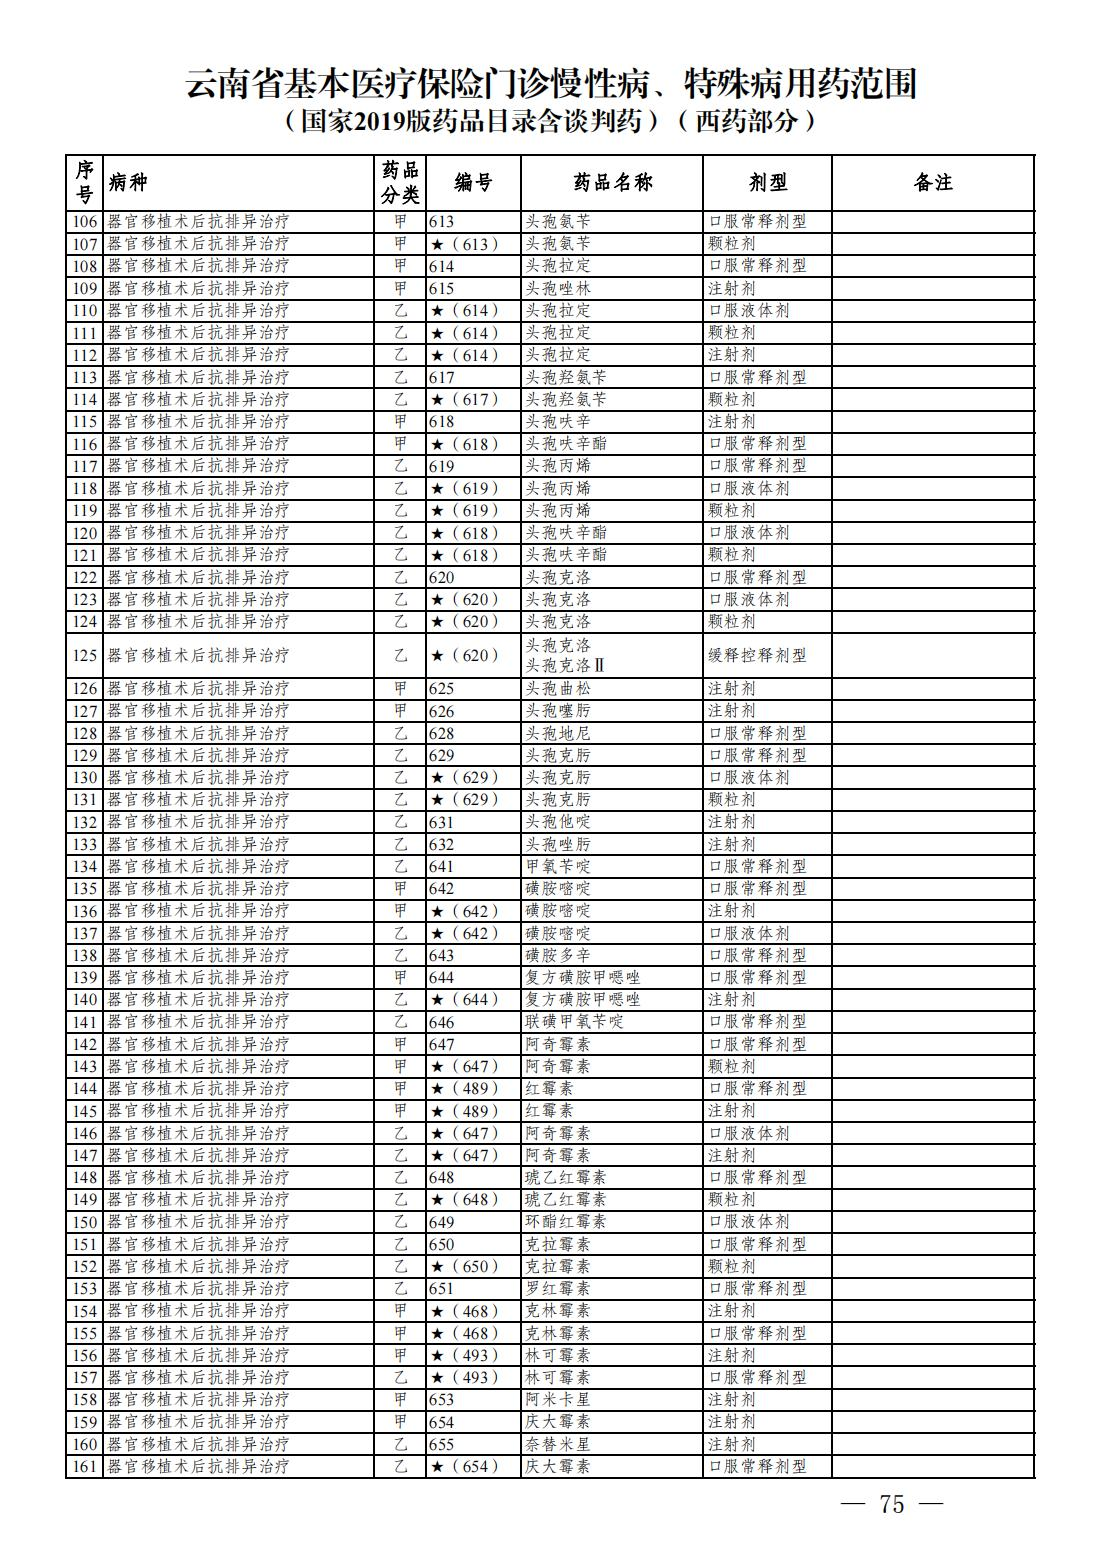 云南省基本医疗保险门诊慢性病、特殊病用药范围
（国家2019版药品目录含谈判药）（西药部分）
序号 病种 药品分类 编号 药品名称 剂型 备注
106 器官移植术后抗排异治疗 甲 613 头孢氨苄 口服常释剂型
107 器官移植术后抗排异治疗 甲 ★（613） 头孢氨苄 颗粒剂
108 器官移植术后抗排异治疗 甲 614 头孢拉定 口服常释剂型
109 器官移植术后抗排异治疗 甲 615 头孢唑林 注射剂
110 器官移植术后抗排异治疗 乙 ★（614） 头孢拉定 口服液体剂
111 器官移植术后抗排异治疗 乙 ★（614） 头孢拉定 颗粒剂
112 器官移植术后抗排异治疗 乙 ★（614） 头孢拉定 注射剂
113 器官移植术后抗排异治疗 乙 617 头孢羟氨苄 口服常释剂型
114 器官移植术后抗排异治疗 乙 ★（617） 头孢羟氨苄 颗粒剂
115 器官移植术后抗排异治疗 甲 618 头孢呋辛 注射剂
116 器官移植术后抗排异治疗 甲 ★（618） 头孢呋辛酯 口服常释剂型
117 器官移植术后抗排异治疗 乙 619 头孢丙烯 口服常释剂型
118 器官移植术后抗排异治疗 乙 ★（619） 头孢丙烯 口服液体剂
119 器官移植术后抗排异治疗 乙 ★（619） 头孢丙烯 颗粒剂
120 器官移植术后抗排异治疗 乙 ★（618） 头孢呋辛酯 口服液体剂
121 器官移植术后抗排异治疗 乙 ★（618） 头孢呋辛酯 颗粒剂
122 器官移植术后抗排异治疗 乙 620 头孢克洛 口服常释剂型
123 器官移植术后抗排异治疗 乙 ★（620） 头孢克洛 口服液体剂
124 器官移植术后抗排异治疗 乙 ★（620） 头孢克洛 颗粒剂
125 器官移植术后抗排异治疗 乙 ★（620） 头孢克洛 头孢克洛Ⅱ 缓释控释剂型
126 器官移植术后抗排异治疗 甲 625 头孢曲松 注射剂
127 器官移植术后抗排异治疗 甲 626 头孢噻肟 注射剂
128 器官移植术后抗排异治疗 乙 628 头孢地尼 口服常释剂型
129 器官移植术后抗排异治疗 乙 629 头孢克肟 口服常释剂型
130 器官移植术后抗排异治疗 乙 ★（629） 头孢克肟 口服液体剂
131 器官移植术后抗排异治疗 乙 ★（629） 头孢克肟 颗粒剂
132 器官移植术后抗排异治疗 乙 631 头孢他啶 注射剂
133 器官移植术后抗排异治疗 乙 632 头孢唑肟 注射剂
134 器官移植术后抗排异治疗 乙 641 甲氧苄啶 口服常释剂型
135 器官移植术后抗排异治疗 甲 642 磺胺嘧啶 口服常释剂型
136 器官移植术后抗排异治疗 甲 ★（642） 磺胺嘧啶 注射剂
137 器官移植术后抗排异治疗 乙 ★（642） 磺胺嘧啶 口服液体剂
138 器官移植术后抗排异治疗 乙 643 磺胺多辛 口服常释剂型
139 器官移植术后抗排异治疗 甲 644 复方磺胺甲噁唑 口服常释剂型
140 器官移植术后抗排异治疗 乙 ★（644） 复方磺胺甲噁唑 注射剂
141 器官移植术后抗排异治疗 乙 646 联磺甲氧苄啶 口服常释剂型
142 器官移植术后抗排异治疗 甲 647 阿奇霉素 口服常释剂型
143 器官移植术后抗排异治疗 甲 ★（647） 阿奇霉素 颗粒剂
144 器官移植术后抗排异治疗 甲 ★（489） 红霉素 口服常释剂型
145 器官移植术后抗排异治疗 甲 ★（489） 红霉素 注射剂
146 器官移植术后抗排异治疗 乙 ★（647） 阿奇霉素 口服液体剂
147 器官移植术后抗排异治疗 乙 ★（647） 阿奇霉素 注射剂
148 器官移植术后抗排异治疗 乙 648 琥乙红霉素 口服常释剂型
149 器官移植术后抗排异治疗 乙 ★（648） 琥乙红霉素 颗粒剂
150 器官移植术后抗排异治疗 乙 649 环酯红霉素 口服液体剂
151 器官移植术后抗排异治疗 乙 650 克拉霉素 口服常释剂型
152 器官移植术后抗排异治疗 乙 ★（650） 克拉霉素 颗粒剂
153 器官移植术后抗排异治疗 乙 651 罗红霉素 口服常释剂型
154 器官移植术后抗排异治疗 甲 ★（468） 克林霉素 注射剂
155 器官移植术后抗排异治疗 甲 ★（468） 克林霉素 口服常释剂型
156 器官移植术后抗排异治疗 甲 ★（493） 林可霉素 注射剂
157 器官移植术后抗排异治疗 乙 ★（493） 林可霉素 口服常释剂型
158 器官移植术后抗排异治疗 甲 653 阿米卡星 注射剂
159 器官移植术后抗排异治疗 甲 654 庆大霉素 注射剂
160 器官移植术后抗排异治疗 乙 655 奈替米星 注射剂
161 器官移植术后抗排异治疗 乙 ★（654） 庆大霉素 口服常释剂型
— 75 —